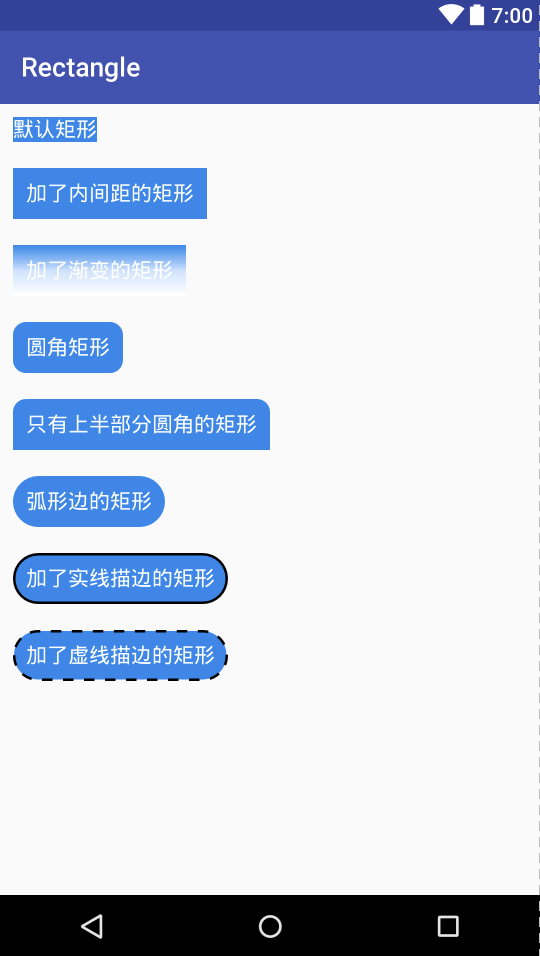 7:00
Rectangle
默认矩形
加了内间距的矩形
加了渐变的矩形
圆角矩形
只有上半部分圆角的矩形
弧形边的矩形
加了实线描边的矩形
加了虚线描边的矩形